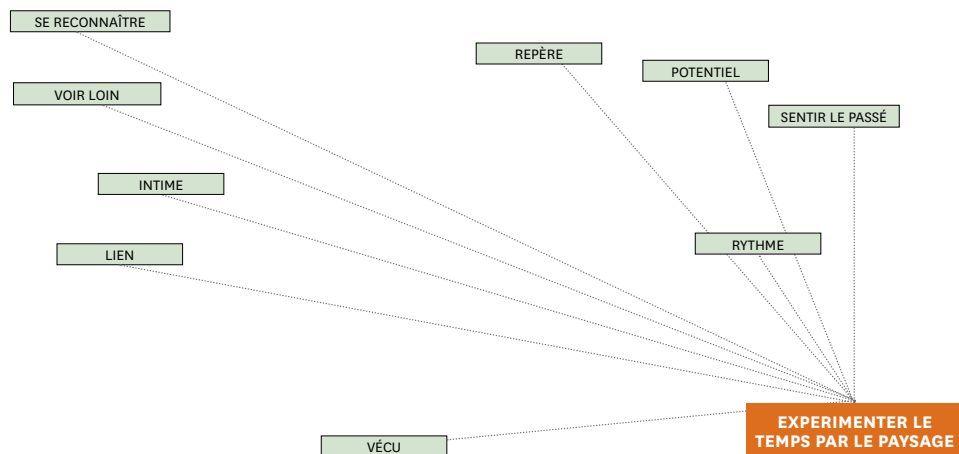 SE RECONNAÎTRE
REPÈRE
POTENTIEL
VOIR LOIN
SENTIR LE PASSÉ
INTIME
RYTHME
LIEN
EXPERIMENTER LE
TEMPS PAR LE PAYSAGE
VÉCU